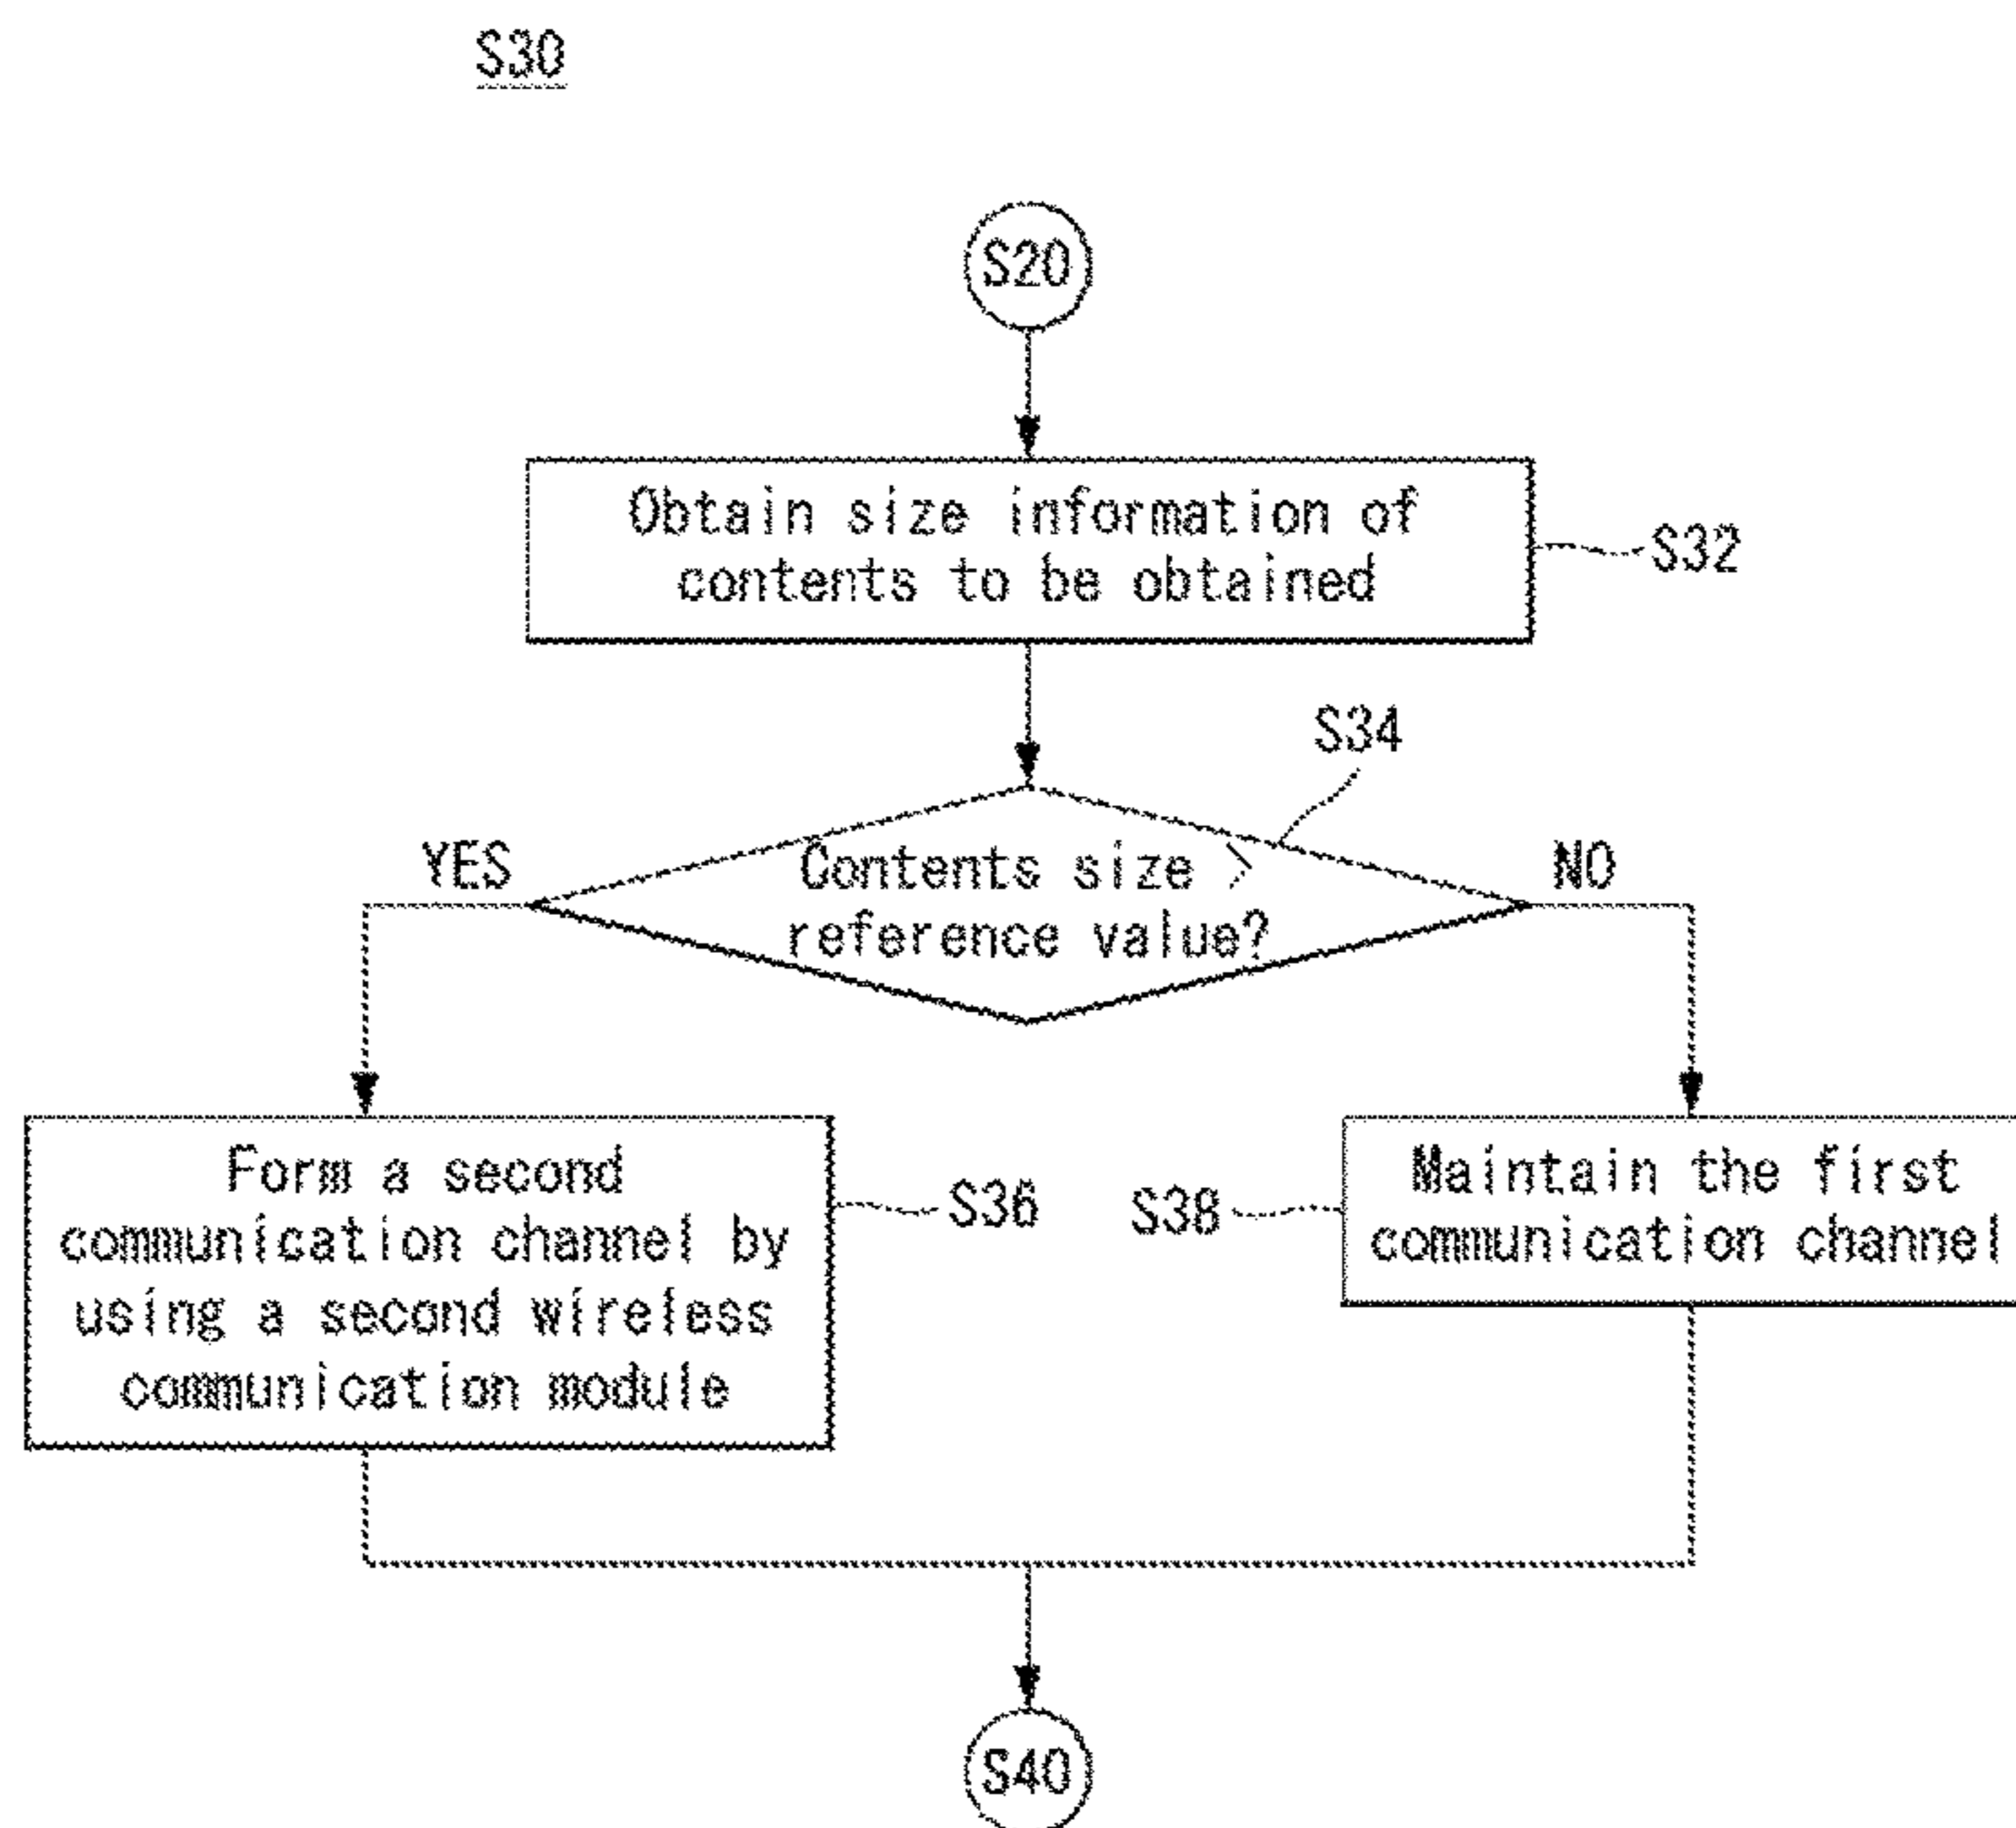 S30
S20
Obtain size information of
contents to be obtained
S32
S34
YES
Contents size >
reference value?
NO
Form a second
communication channel by
using a second wireless
communication module
S36
S38
Maintain the first
communication channel
S40